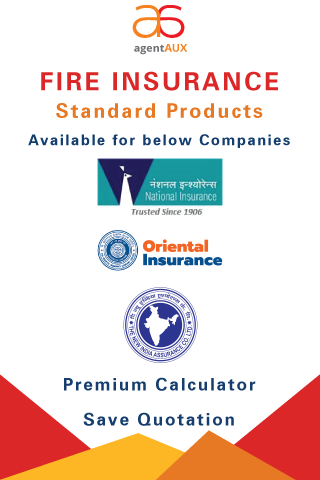 agentAUX
FIRE INSURANCE
Standard Products
Available for below Companies
नेशनल इन्श्योरेन्स
National Insurance
Trusted Since 1906
Oriental
Insurance
THE NEW INDIA ASSURANCE CO. LTD
Premium Calculator
Save Quotation